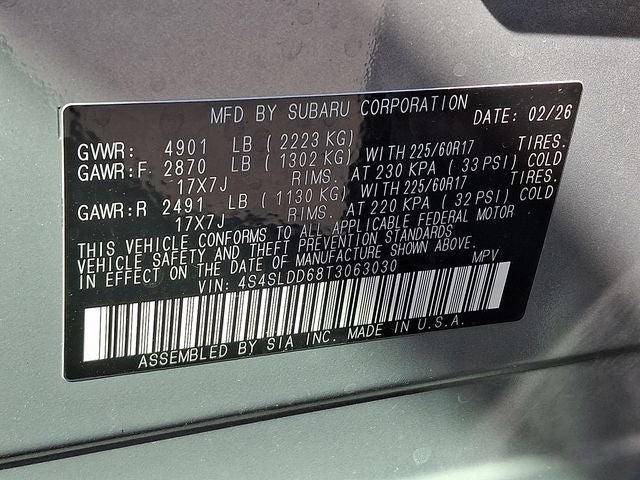 MFD BY SUBARU CORPORATION DATE: 02/26
GVWR: 4901 LB (2223 KG)
GAWR:F 2870 LB (1302 KG) WITH 225/60R17 TIRES.
17X7J RIMS. AT 230 KPA (33 PSI) COLD
GAWR:R 2491 LB (1130 KG) WITH 225/60R17 TIRES.
17X7J RIMS. AT 220 KPA (32 PSI) COLD
THIS VEHICLE CONFORMS TO ALL APPLICABLE FEDERAL MOTOR
VEHICLE SAFETY AND THEFT PREVENTION STANDARDS
IN EFFECT ON THE DATE OF MANUFACTURE SHOWN ABOVE.
VIN: 4S4SLDD68T3063030 MPV
ASSEMBLED BY SIA INC. MADE IN U.S.A.